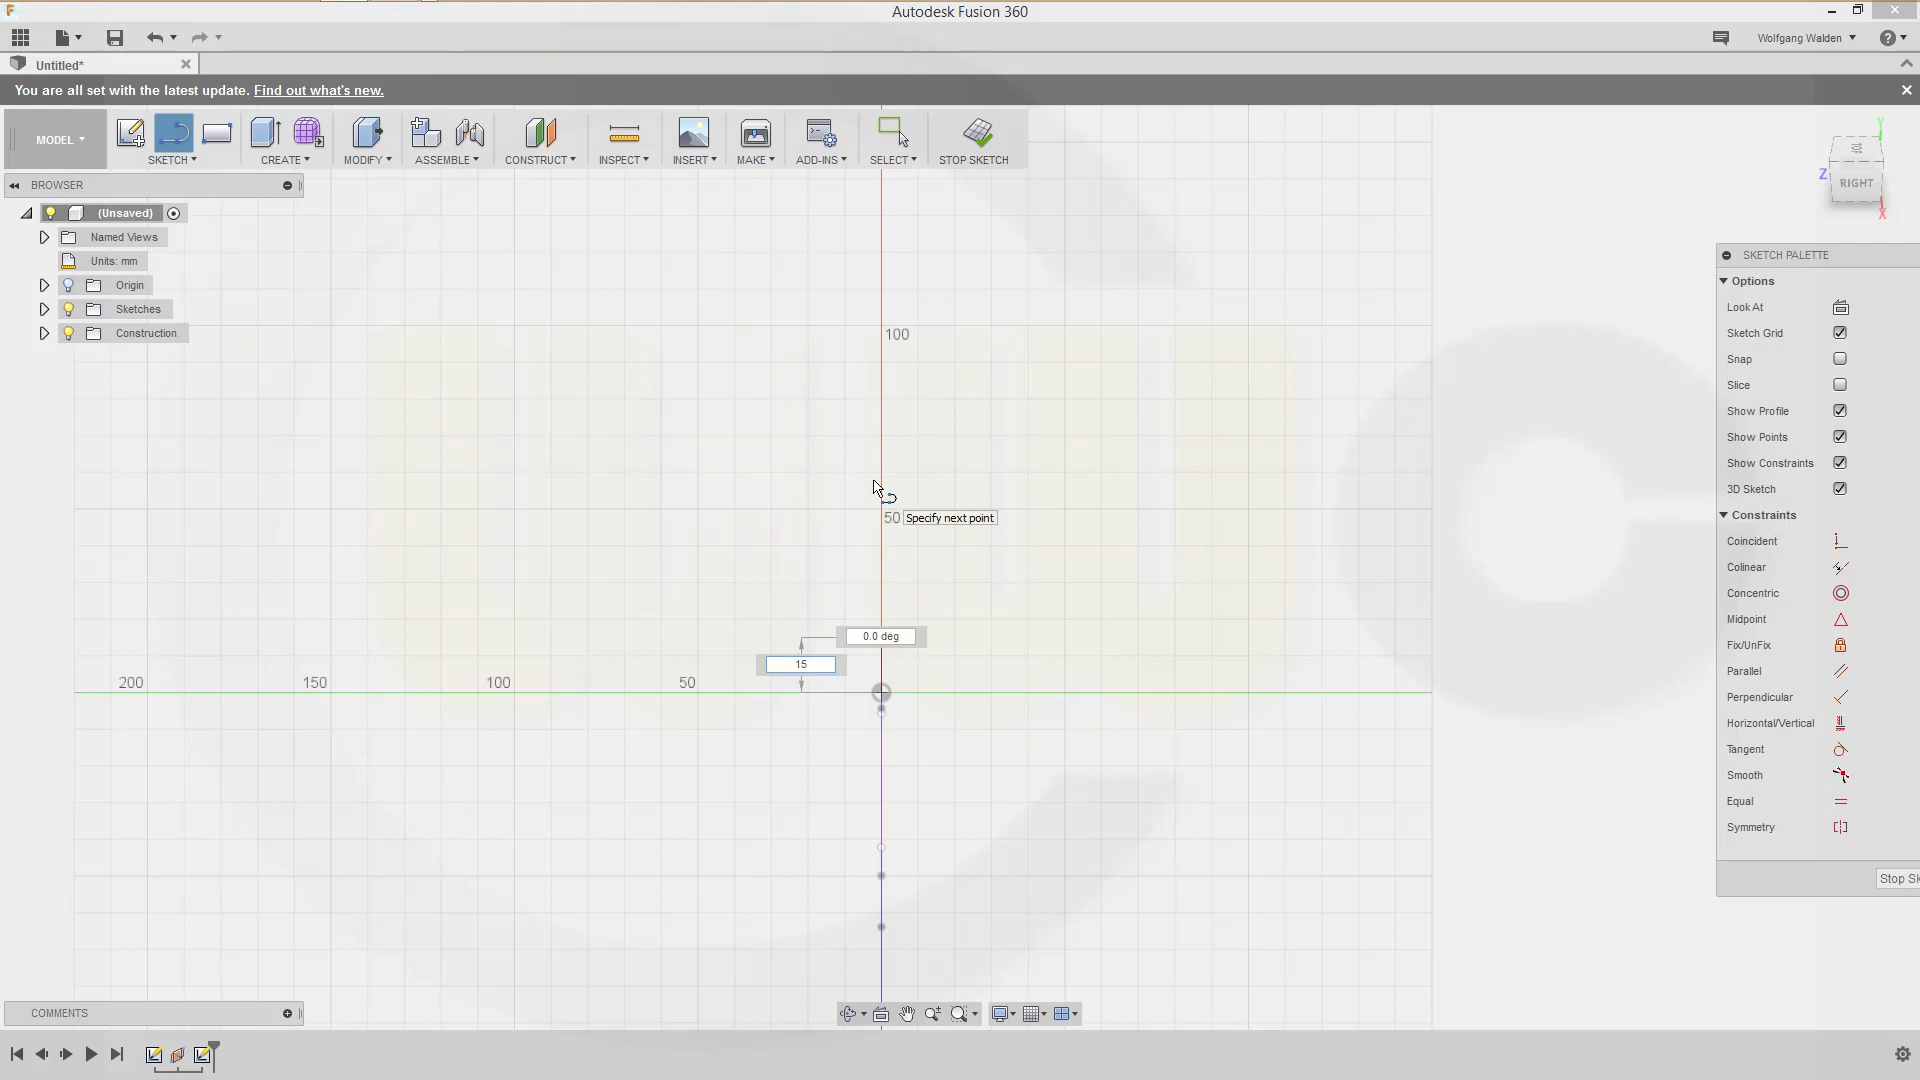 Autodesk Fusion 360
Wolfgang Walden
Untitled*
You are all set with the latest update. Find out what's new.
MODEL
SKETCH
CREATE
MODIFY
ASSEMBLE
CONSTRUCT
INSPECT
INSERT
MAKE
ADD-INS
SELECT
STOP SKETCH
BROWSER
(Unsaved)
Named Views
Units: mm
Origin
Sketches
Construction
Y
TOP
Z
RIGHT
X
SKETCH PALETTE
Options
Look At
Sketch Grid
Snap
Slice
Show Profile
Show Points
Show Constraints
3D Sketch
Constraints
Coincident
Colinear
Concentric
Midpoint
Fix/UnFix
Parallel
Perpendicular
Horizontal/Vertical
Tangent
Smooth
Equal
Symmetry
Stop Sk
100
50
Specify next point
0.0 deg
15
200
150
100
50
COMMENTS